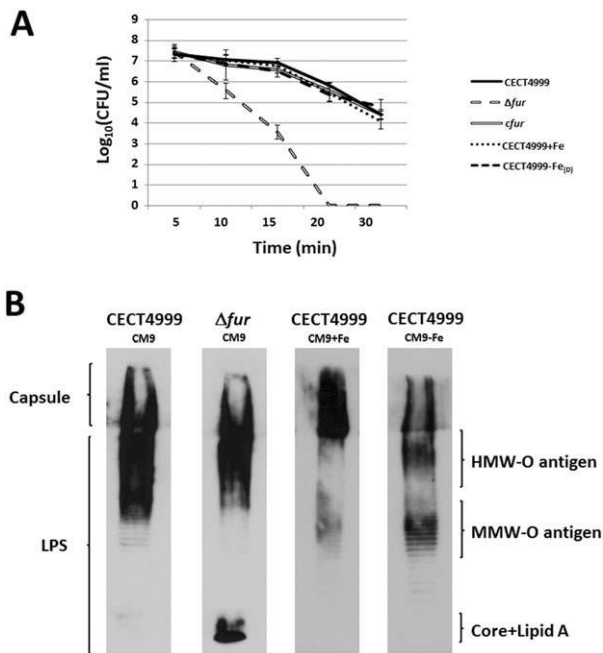 A
9
8
7
6
5
4
3
2
1
0
Log10(CFU/ml)
5 10 15 20 30
Time (min)
CECT4999
Δfur
cfur
CECT4999+Fe
CECT4999-Fe(D)
B
CECT4999 Δfur CECT4999 CECT4999
CM9 CM9 CM9+Fe CM9-Fe
Capsule
LPS
HMW-O antigen
MMW-O antigen
Core+Lipid A